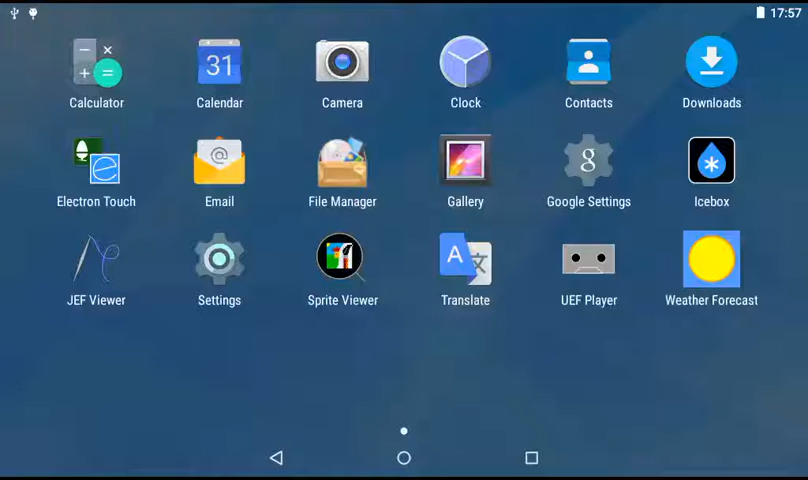 17:57
31
Calculator Calendar Camera Clock Contacts Downloads
@ g
Electron Touch Email File Manager Gallery Google Settings Icebox
A 文
JEF Viewer Settings Sprite Viewer Translate UEF Player Weather Forecast